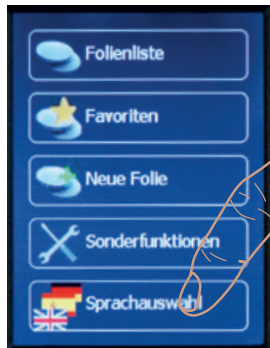 Folienliste
Favoriten
Neue Folie
Sonderfunktionen
Sprachauswahl